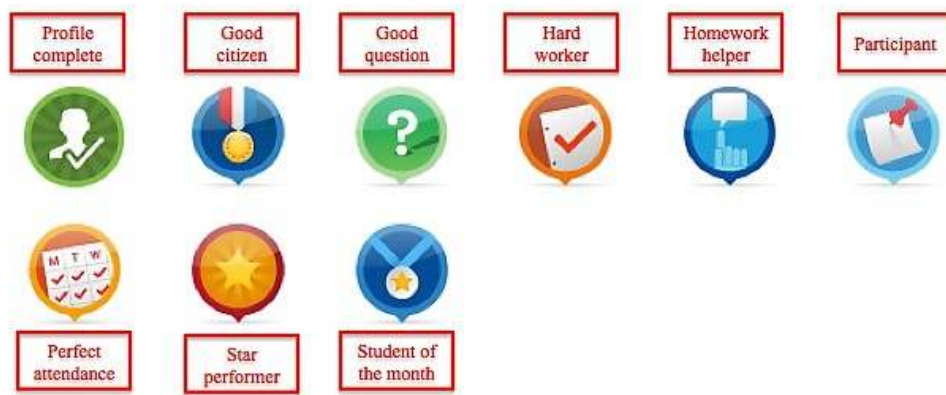 Profile
complete
Good
citizen
Good
question
Hard
worker
Homework
helper
Participant
M T W
Perfect
attendance
Star
performer
Student of
the month